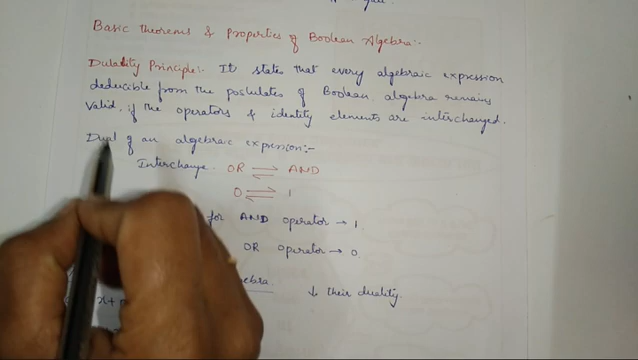 Basic theorems & Properties of Boolean Algebra:-
Duality Principle:- It states that every algebraic expression
deducible from the postulates of Boolean algebra remains
valid, if the operators & identity elements are interchanged.
Dual of an algebraic expression:-
Interchange OR ⇌ AND
0 ⇌ 1
for AND operator → 1.
OR operator → 0.
↓ their duality.
x+